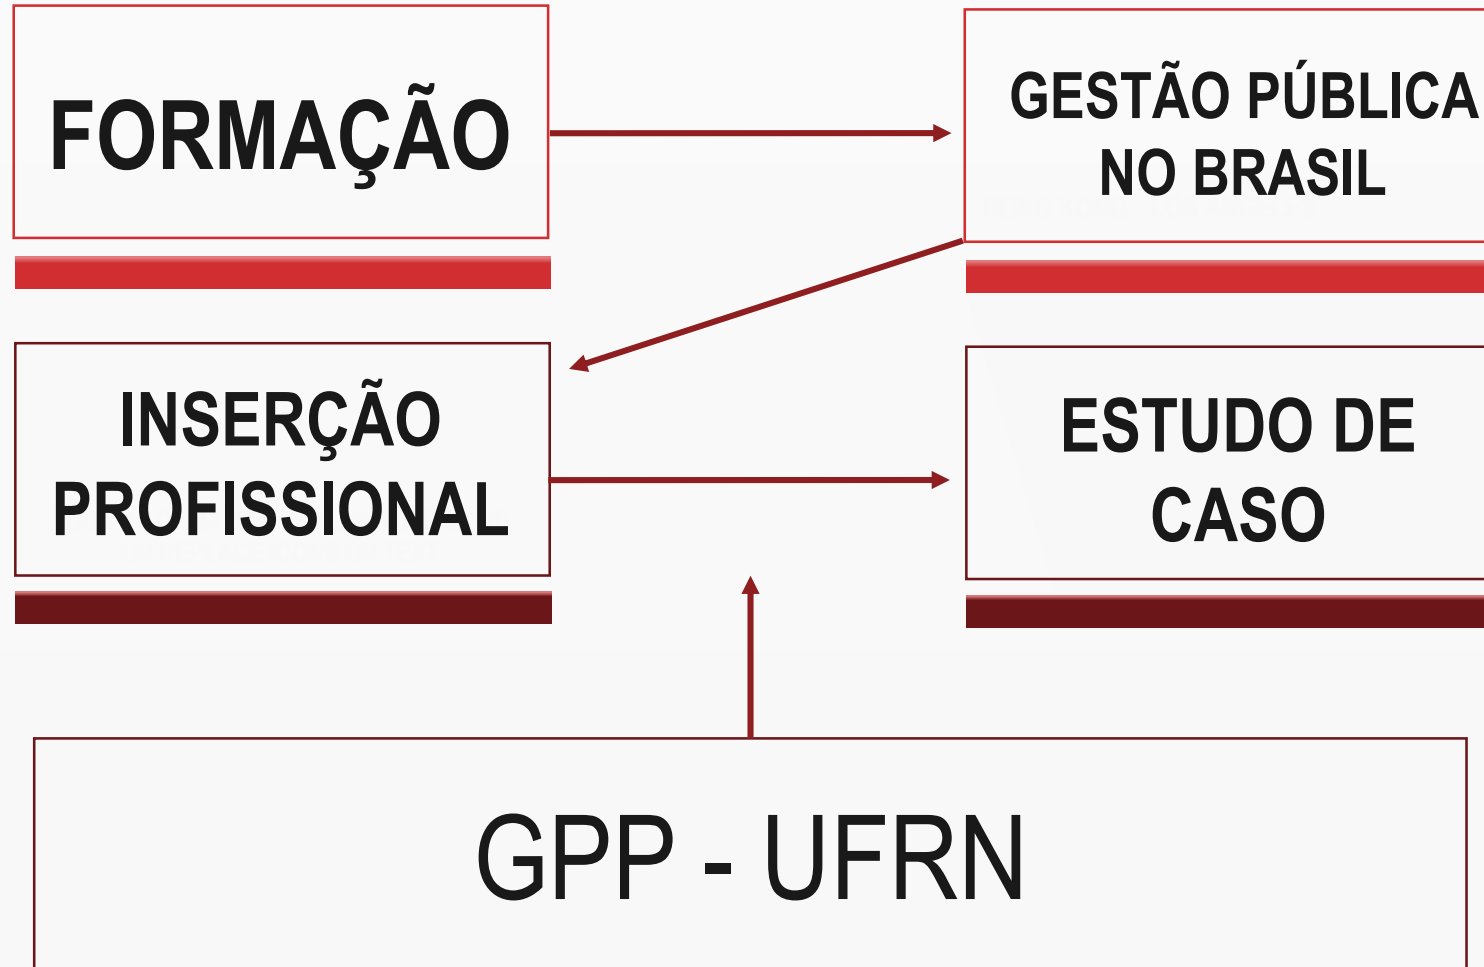 FORMAÇÃO
GESTÃO PÚBLICA
NO BRASIL
INSERÇÃO
PROFISSIONAL
ESTUDO DE
CASO
GPP - UFRN